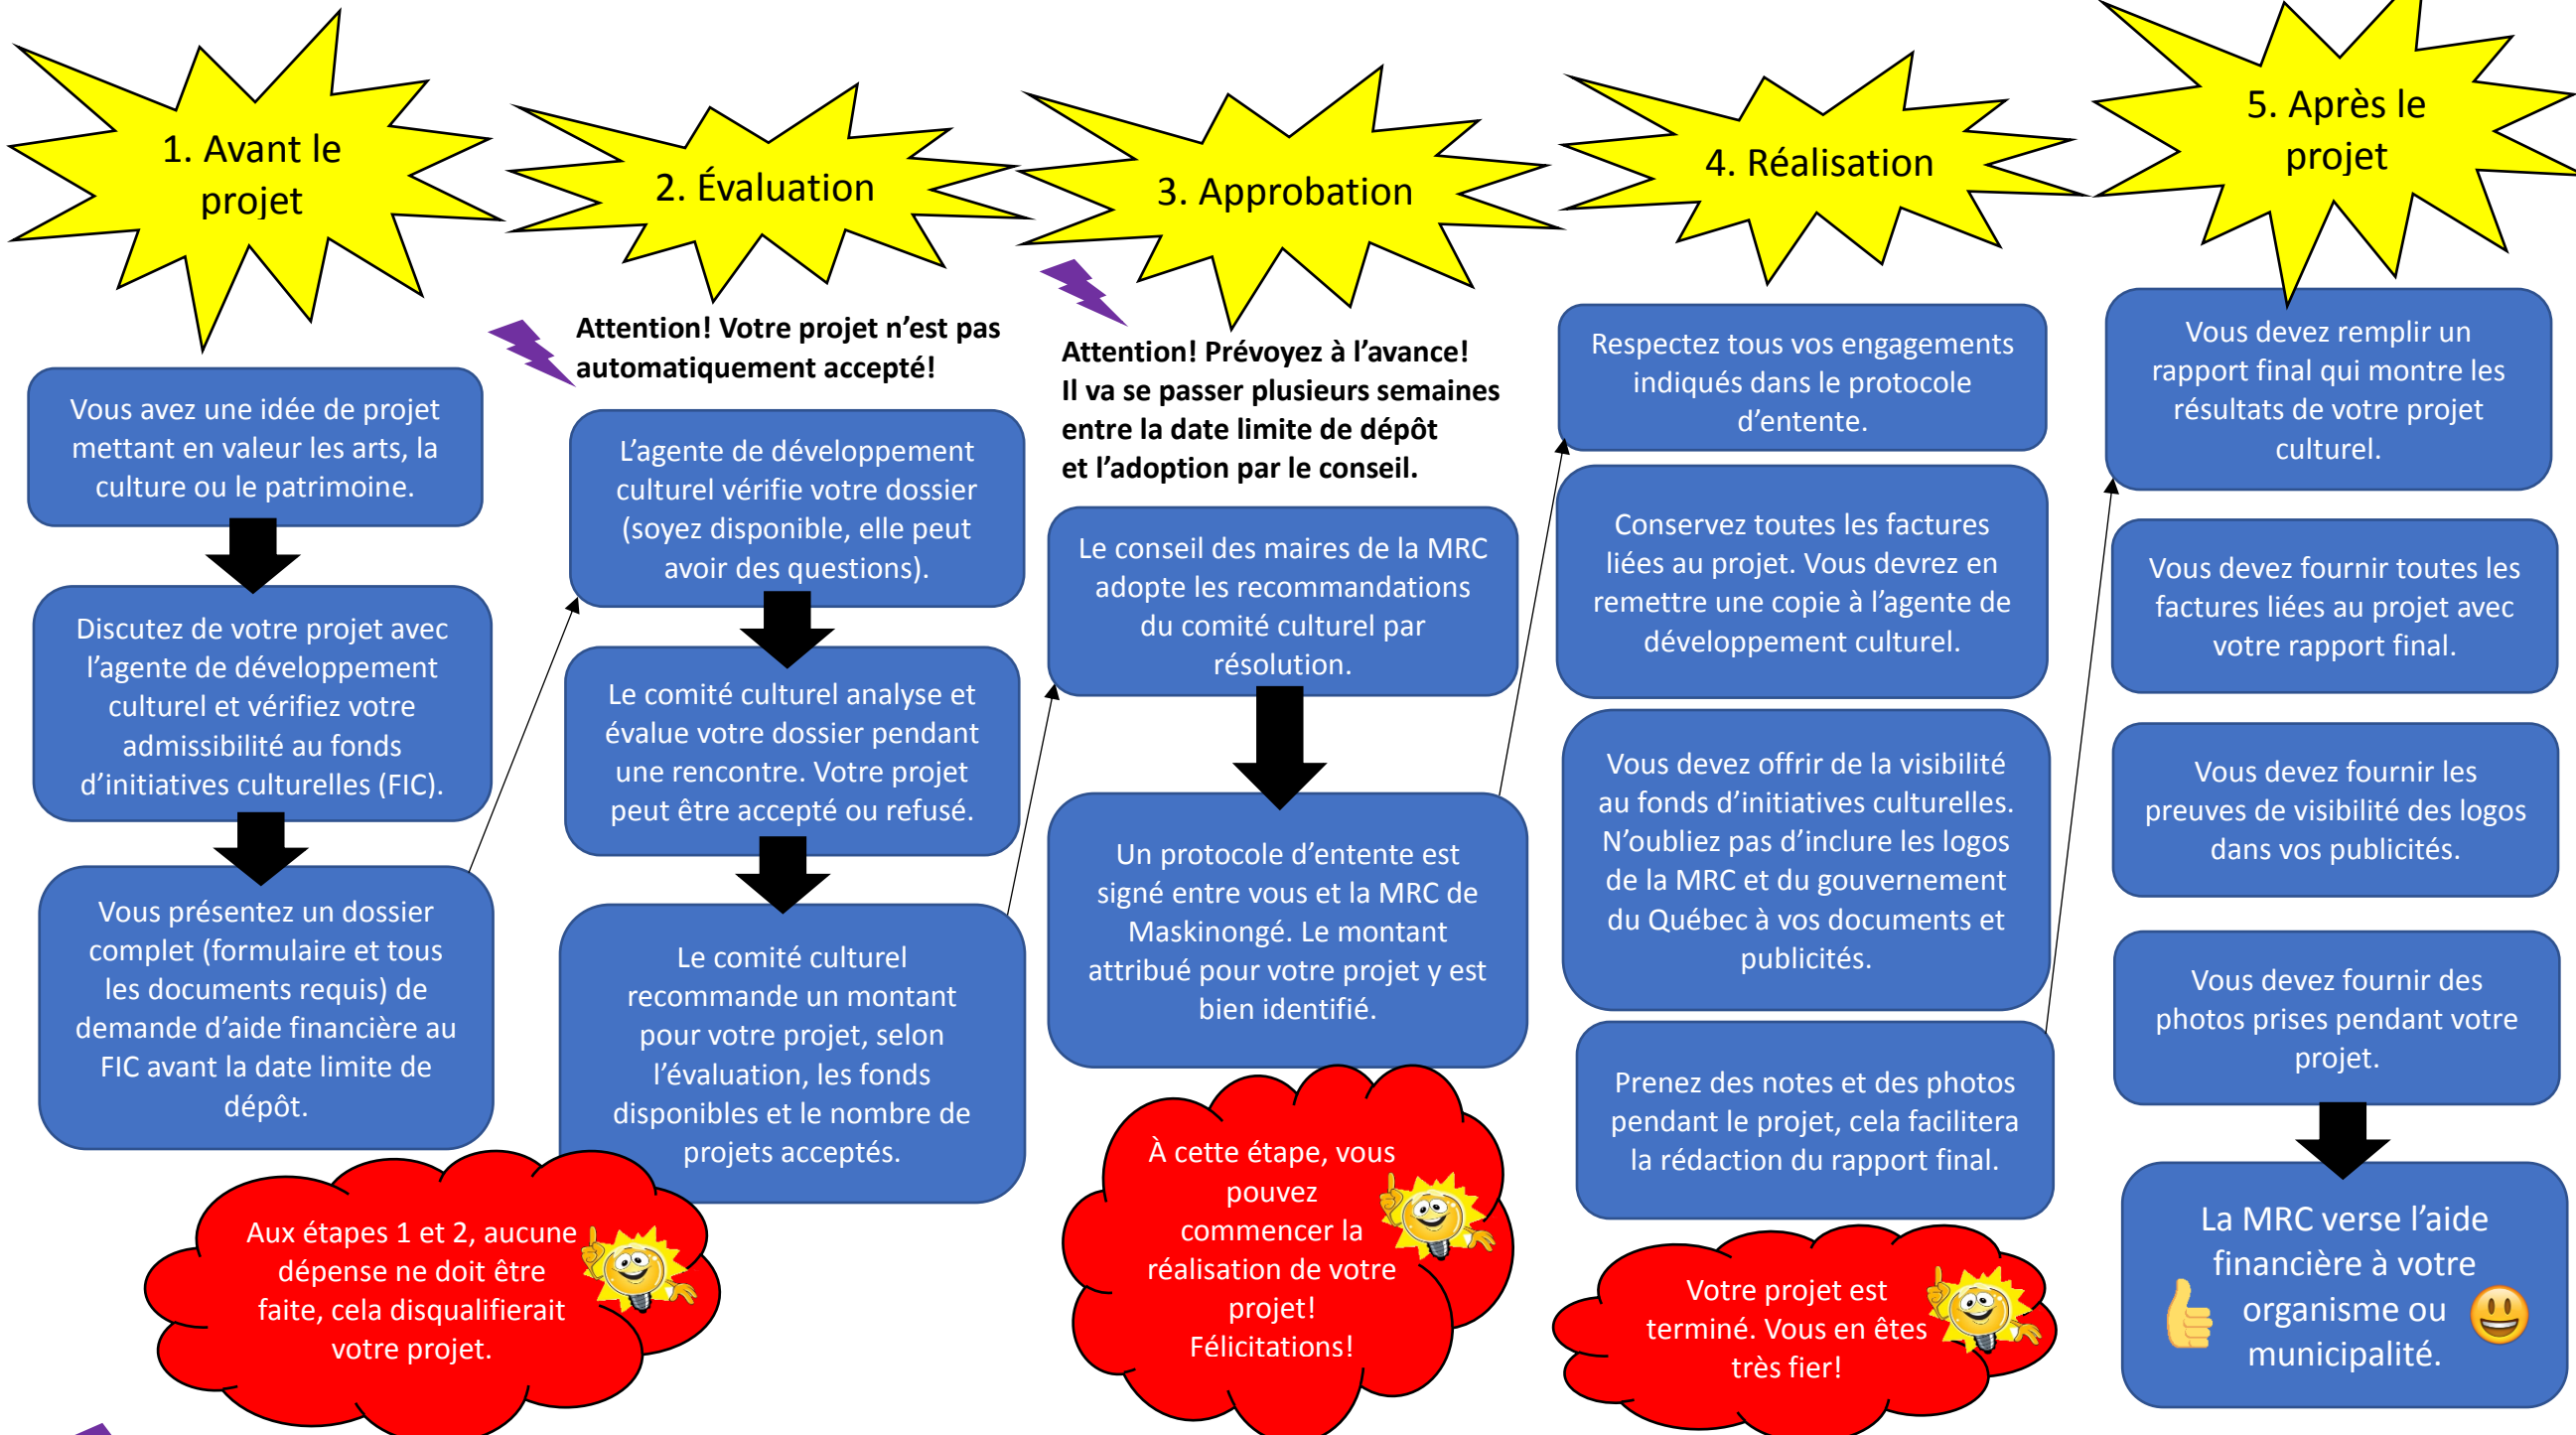 1. Avant le
projet
Vous avez une idée de projet
mettant en valeur les arts, la
culture ou le patrimoine.
Discutez de votre projet avec
l’agente de développement
culturel et vérifiez votre
admissibilité au fonds
d’initiatives culturelles (FIC).
Vous présentez un dossier
complet (formulaire et tous
les documents requis) de
demande d’aide financière au
FIC avant la date limite de
dépôt.
2. Évaluation
Attention! Votre projet n’est pas
automatiquement accepté!
L’agente de développement
culturel vérifie votre dossier
(soyez disponible, elle peut
avoir des questions).
Le comité culturel analyse et
évalue votre dossier pendant
une rencontre. Votre projet
peut être accepté ou refusé.
Le comité culturel
recommande un montant
pour votre projet, selon
l’évaluation, les fonds
disponibles et le nombre de
projets acceptés.
Aux étapes 1 et 2, aucune
dépense ne doit être
faite, cela disqualifierait
votre projet.
3. Approbation
Attention! Prévoyez à l’avance!
Il va se passer plusieurs semaines
entre la date limite de dépôt
et l’adoption par le conseil.
Le conseil des maires de la MRC
adopte les recommandations
du comité culturel par
résolution.
Un protocole d’entente est
signé entre vous et la MRC de
Maskinongé. Le montant
attribué pour votre projet y est
bien identifié.
À cette étape, vous
pouvez
commencer la
réalisation de votre
projet!
Félicitations!
4. Réalisation
Respectez tous vos engagements
indiqués dans le protocole
d’entente.
Conservez toutes les factures
liées au projet. Vous devrez en
remettre une copie à l’agente de
développement culturel.
Vous devez offrir de la visibilité
au fonds d’initiatives culturelles.
N’oubliez pas d’inclure les logos
de la MRC et du gouvernement
du Québec à vos documents et
publicités.
Prenez des notes et des photos
pendant le projet, cela facilitera
la rédaction du rapport final.
Votre projet est
terminé. Vous en êtes
très fier!
5. Après le
projet
Vous devez remplir un
rapport final qui montre les
résultats de votre projet
culturel.
Vous devez fournir toutes les
factures liées au projet avec
votre rapport final.
Vous devez fournir les
preuves de visibilité des logos
dans vos publicités.
Vous devez fournir des
photos prises pendant votre
projet.
La MRC verse l’aide
financière à votre
organisme ou
municipalité.